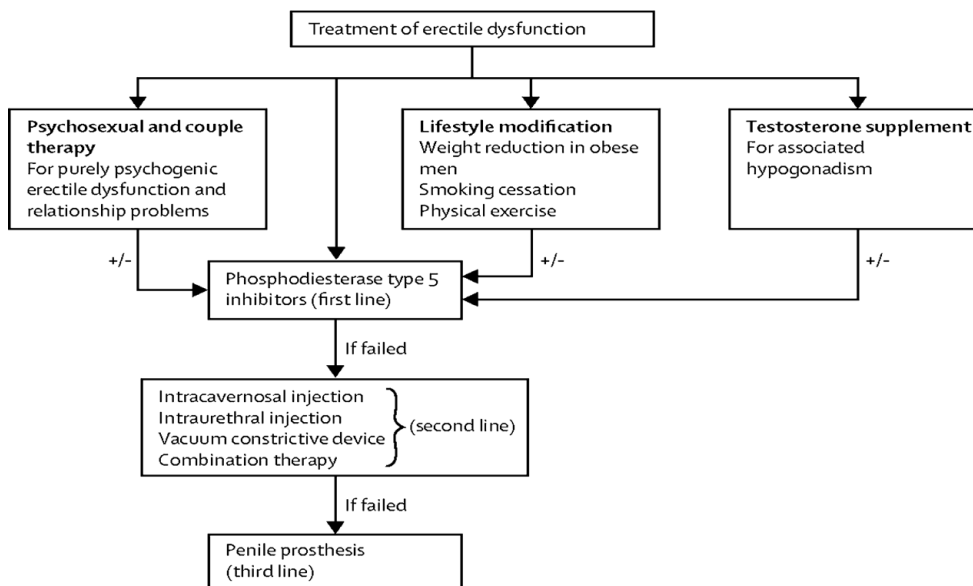 Treatment of erectile dysfunction
Psychosexual and couple
therapy
For purely psychogenic
erectile dysfunction and
relationship problems
Lifestyle modification
Weight reduction in obese
men
Smoking cessation
Physical exercise
Testosterone supplement
For associated
hypogonadism
+/-
+/-
+/-
Phosphodiesterase type 5
inhibitors (first line)
If failed
Intracavernosal injection
Intraurethral injection
Vacuum constrictive device
Combination therapy
(second line)
If failed
Penile prosthesis
(third line)